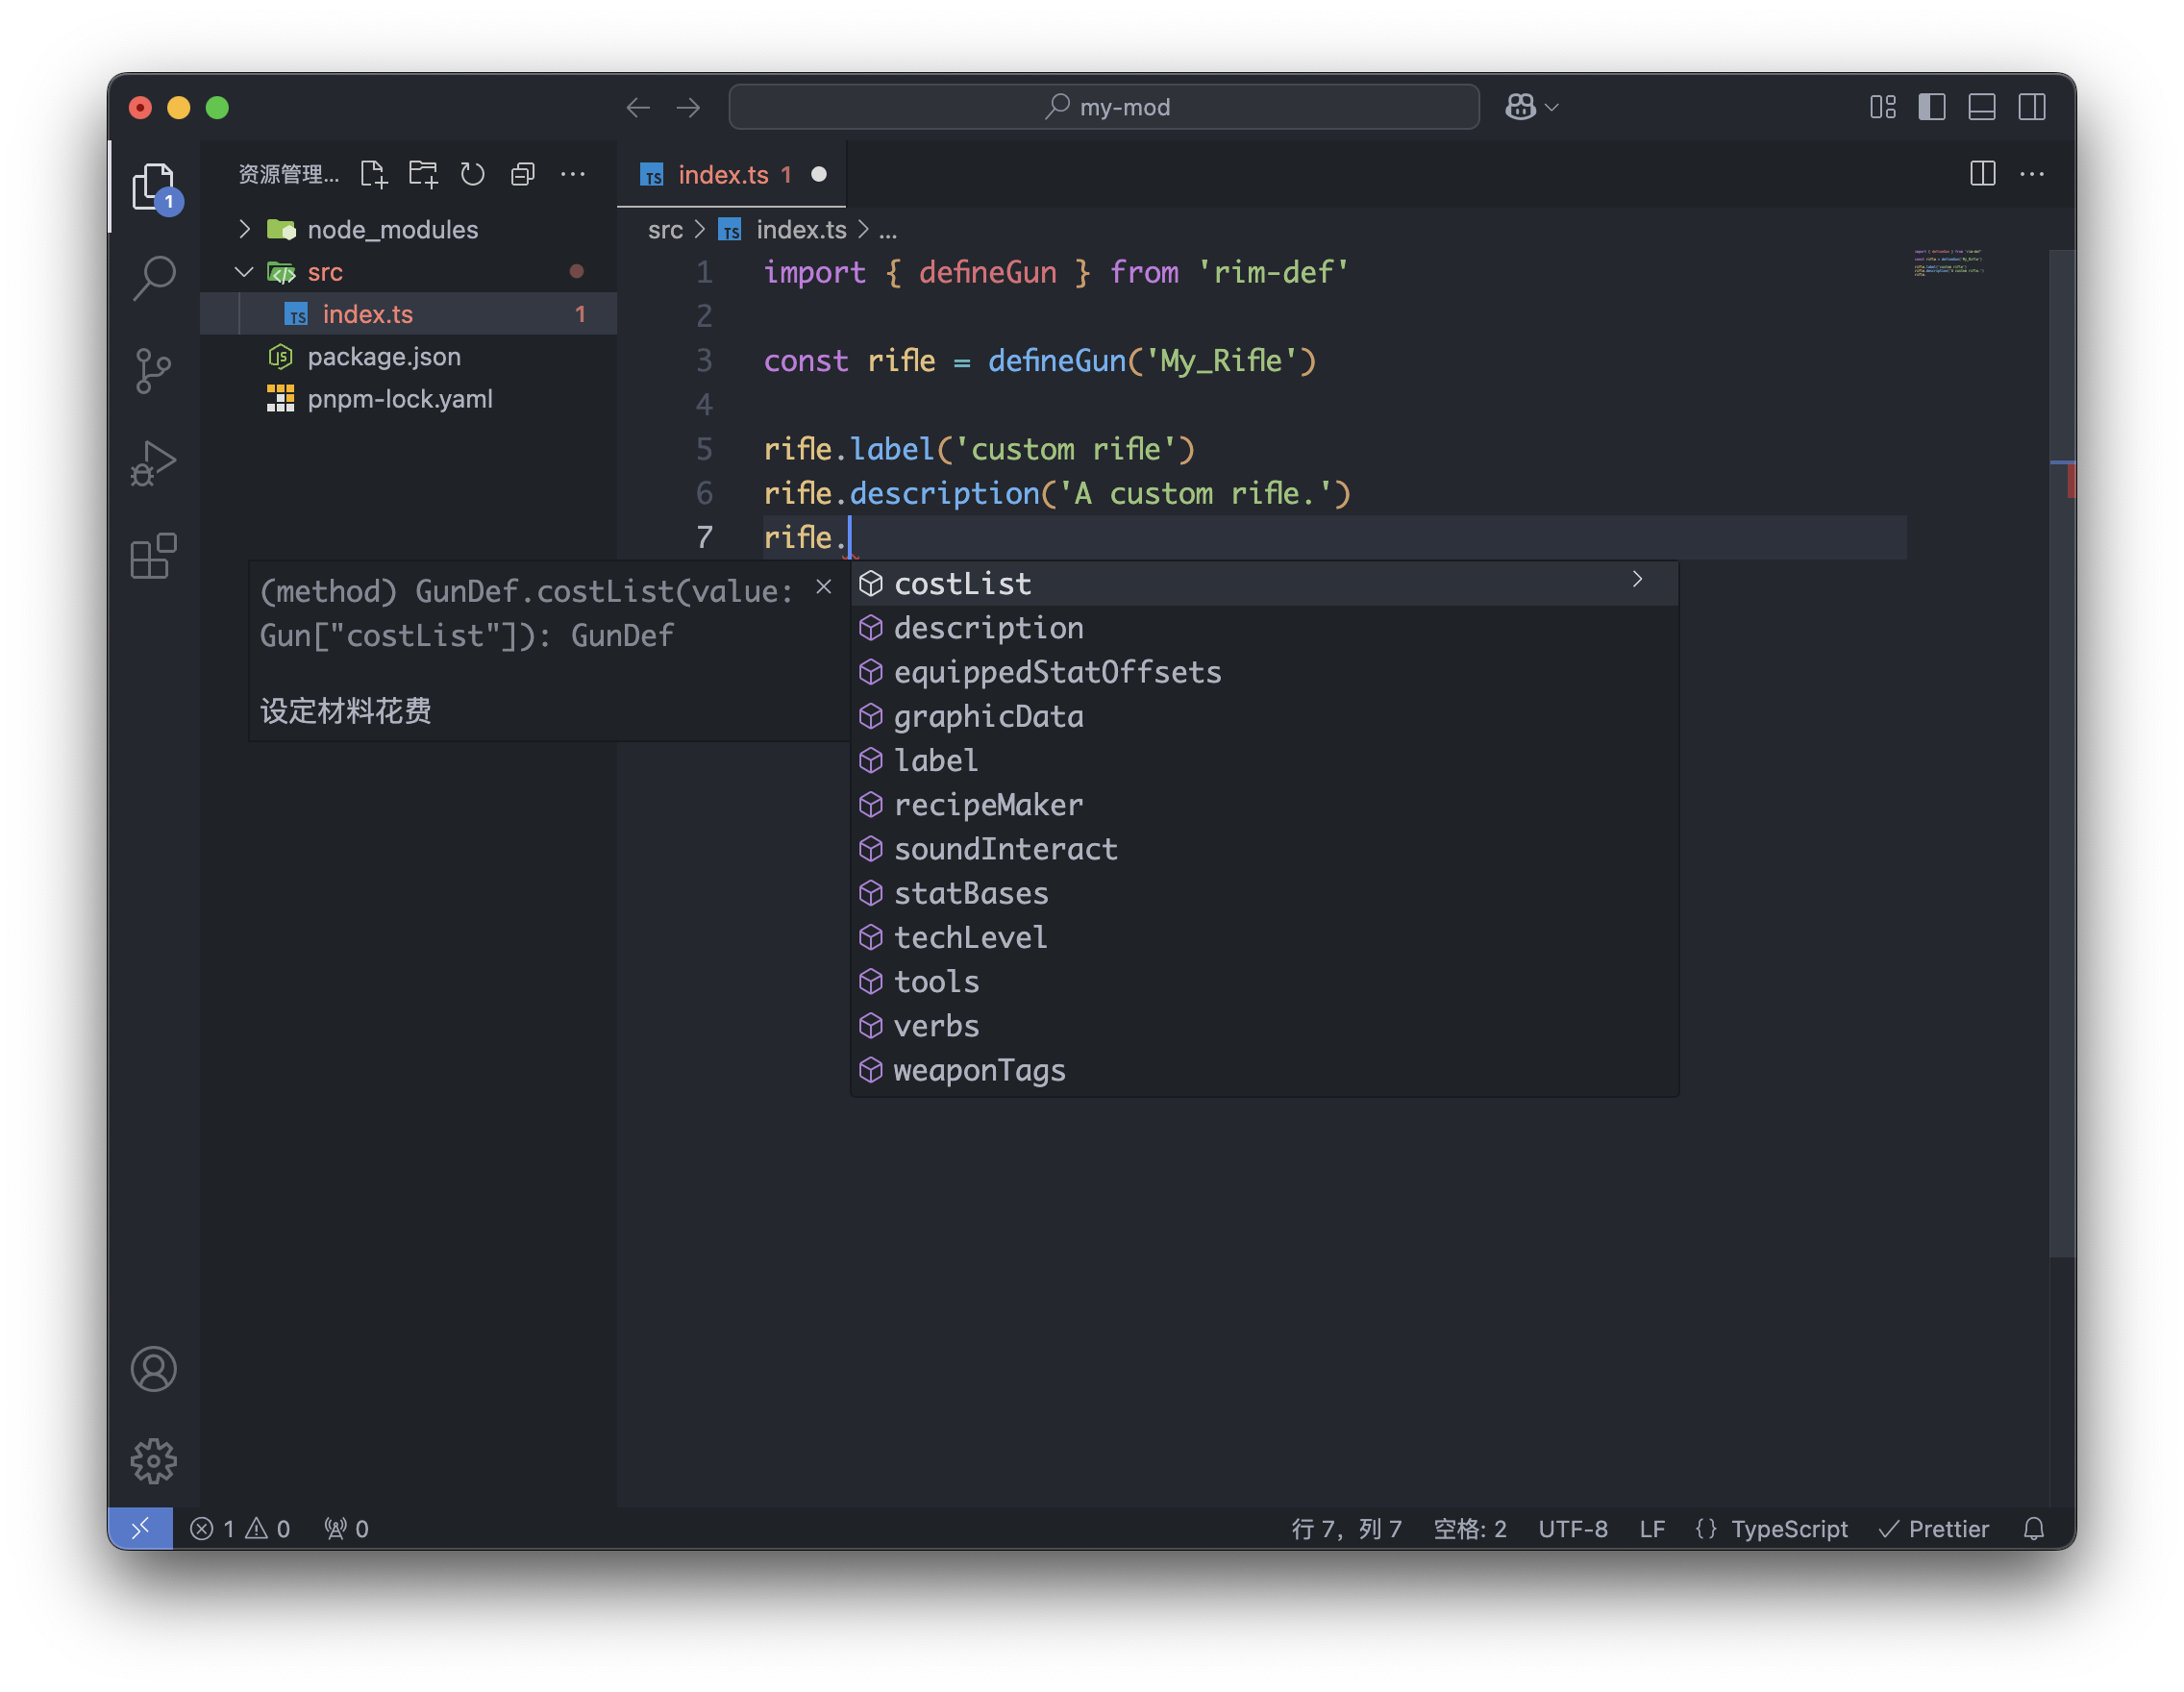 my-mod
资源管理...
index.ts 1
1
node_modules
src
index.ts 1
package.json
pnpm-lock.yaml
src > index.ts > ...
1 import { defineGun } from 'rim-def'
2
3 const rifle = defineGun('My_Rifle')
4
5 rifle.label('custom rifle')
6 rifle.description('A custom rifle.')
7 rifle.
(method) GunDef.costList(value:
Gun["costList"]): GunDef
设定材料花费
costList
description
equippedStatOffsets
graphicData
label
recipeMaker
soundInteract
statBases
techLevel
tools
verbs
weaponTags
1 0 0 行 7，列 7 空格: 2 UTF-8 LF {} TypeScript Prettier